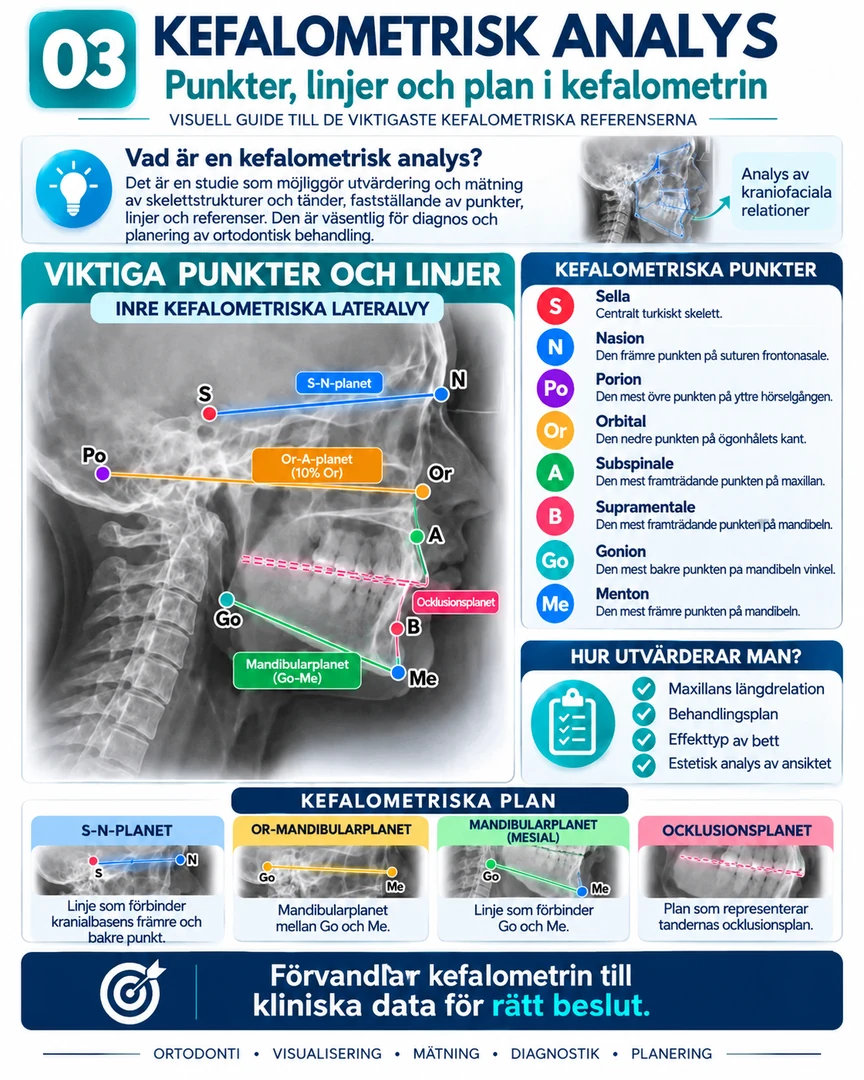 03
KEFALOMETRISK ANALYS
Punkter, linjer och plan i kefalometrin
VISUELL GUIDE TILL DE VIKTIGASTE KEFALOMETRISKA REFERENSERNA
Vad är en kefalometrisk analys?
Det är en studie som möjliggör utvärdering och mätning
av skelettstrukturer och tänder, fastställande av punkter,
linjer och referenser. Den är väsentlig för diagnos och
planering av ortodontisk behandling.
Analys av
kraniofaciala
relationer
VIKTIGA PUNKTER OCH LINJER
INRE KEFALOMETRISKA LATERALVY
S
S-N-planet
N
Po
Or-A-planet
(10% Or)
Or
A
Ocklusionsplanet
Go
B
Mandibularplanet
(Go-Me)
Me
KEFALOMETRISKA PUNKTER
S
Sella
Centralt turkiskt skelett.
N
Nasion
Den främre punkten på suturen frontonasale.
Po
Porion
Den mest övre punkten på yttre hörselgången.
Or
Orbital
Den nedre punkten på ögonhålets kant.
A
Subspinale
Den mest framträdande punkten på maxillan.
B
Supramentale
Den mest framträdande punkten på mandibeln.
Go
Gonion
Den mest bakre punkten pa mandibeln vinkel.
Me
Menton
Den mest främre punkten på mandibeln.
HUR UTVÄRDERAR MAN?
Maxillans längdrelation
Behandlingsplan
Effekttyp av bett
Estetisk analys av ansiktet
KEFALOMETRISKA PLAN
S-N-PLANET
S
N
Linje som förbinder
kranialbasens främre och
bakre punkt.
OR-MANDIBULARPLANET
Go
Me
Mandibularplanet
mellan Go och Me.
MANDIBULARPLANET
(MESIAL)
Go
Me
Linje som förbinder
Go och Me.
OCKLUSIONSPLANET
Plan som representerar
tandernas ocklusionsplan.
Förvandlar kefalometrin till
kliniska data för rätt beslut.
ORTODONTI • VISUALISERING • MÄTNING • DIAGNOSTIK • PLANERING